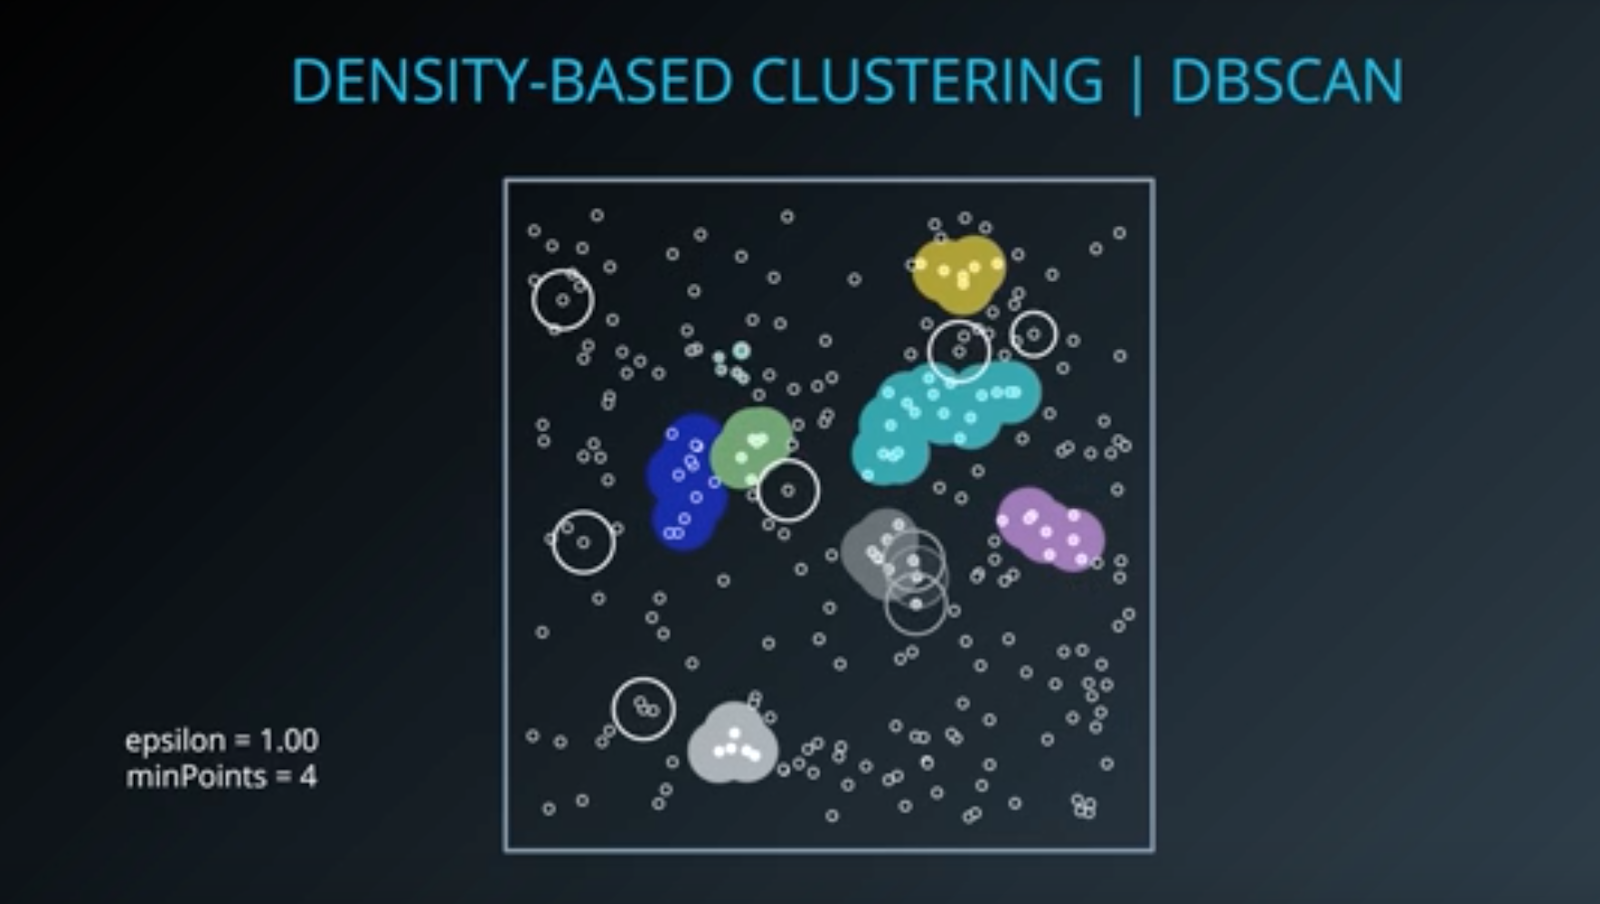 DENSITY-BASED CLUSTERING | DBSCAN
epsilon = 1.00
minPoints = 4